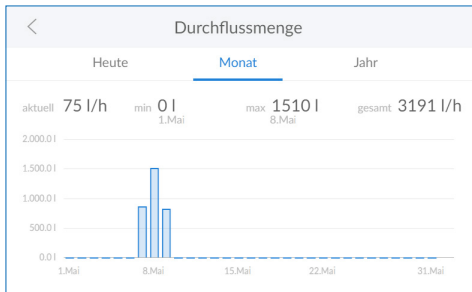 Durchflussmenge
Heute Monat Jahr
aktuell 75 l/h min 0 l max 1510 l gesamt 3191 l/h
1.Mai 8.Mai
2.000.0 l
1.500.0 l
1.000.0 l
500.0 l
0.0 l
1.Mai 8.Mai 15.Mai 22.Mai 31.Mai